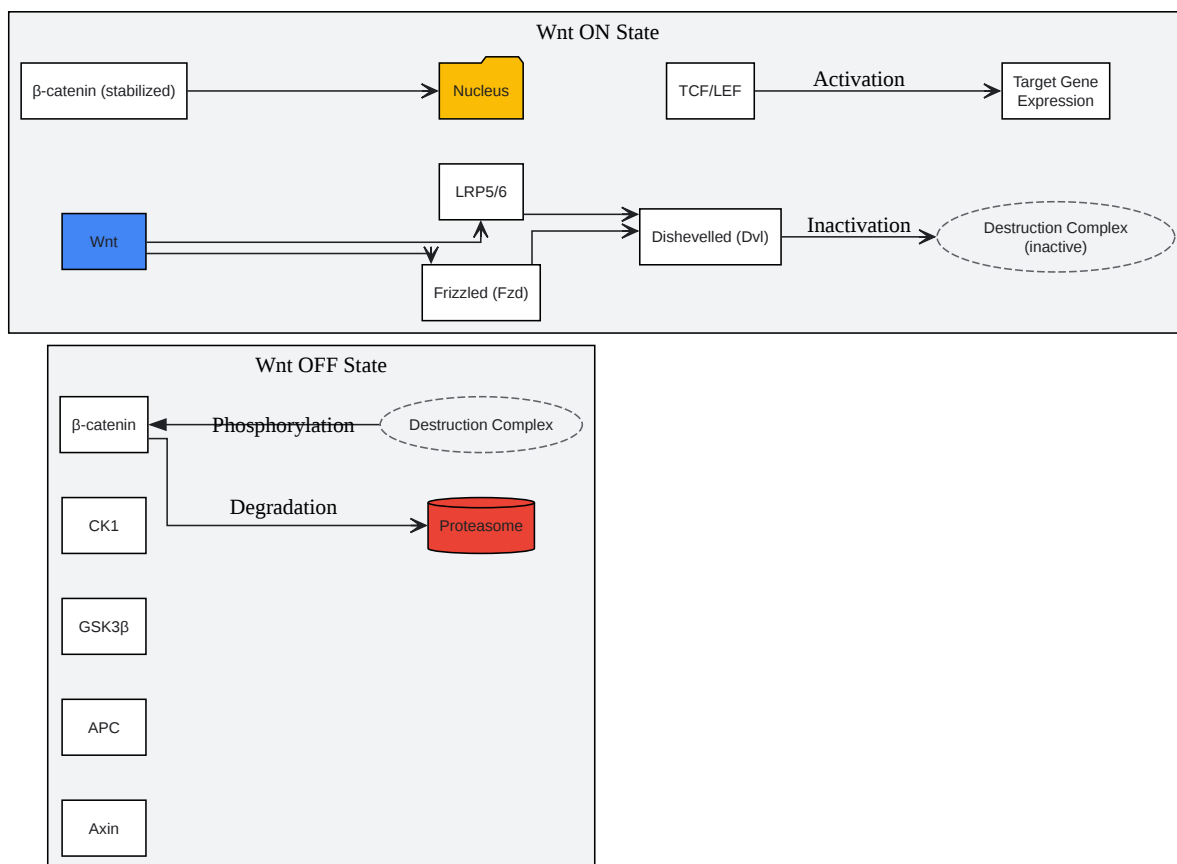 Wnt ON State
β-catenin (stabilized)
Nucleus
TCF/LEF
Activation
Target Gene
Expression
LRP5/6
Wnt
Frizzled (Fzd)
Dishevelled (Dvl)
Inactivation
Destruction Complex
(inactive)
Wnt OFF State
β-catenin
Phosphorylation
Destruction Complex
CK1
Degradation
Proteasome
GSK3β
APC
Axin